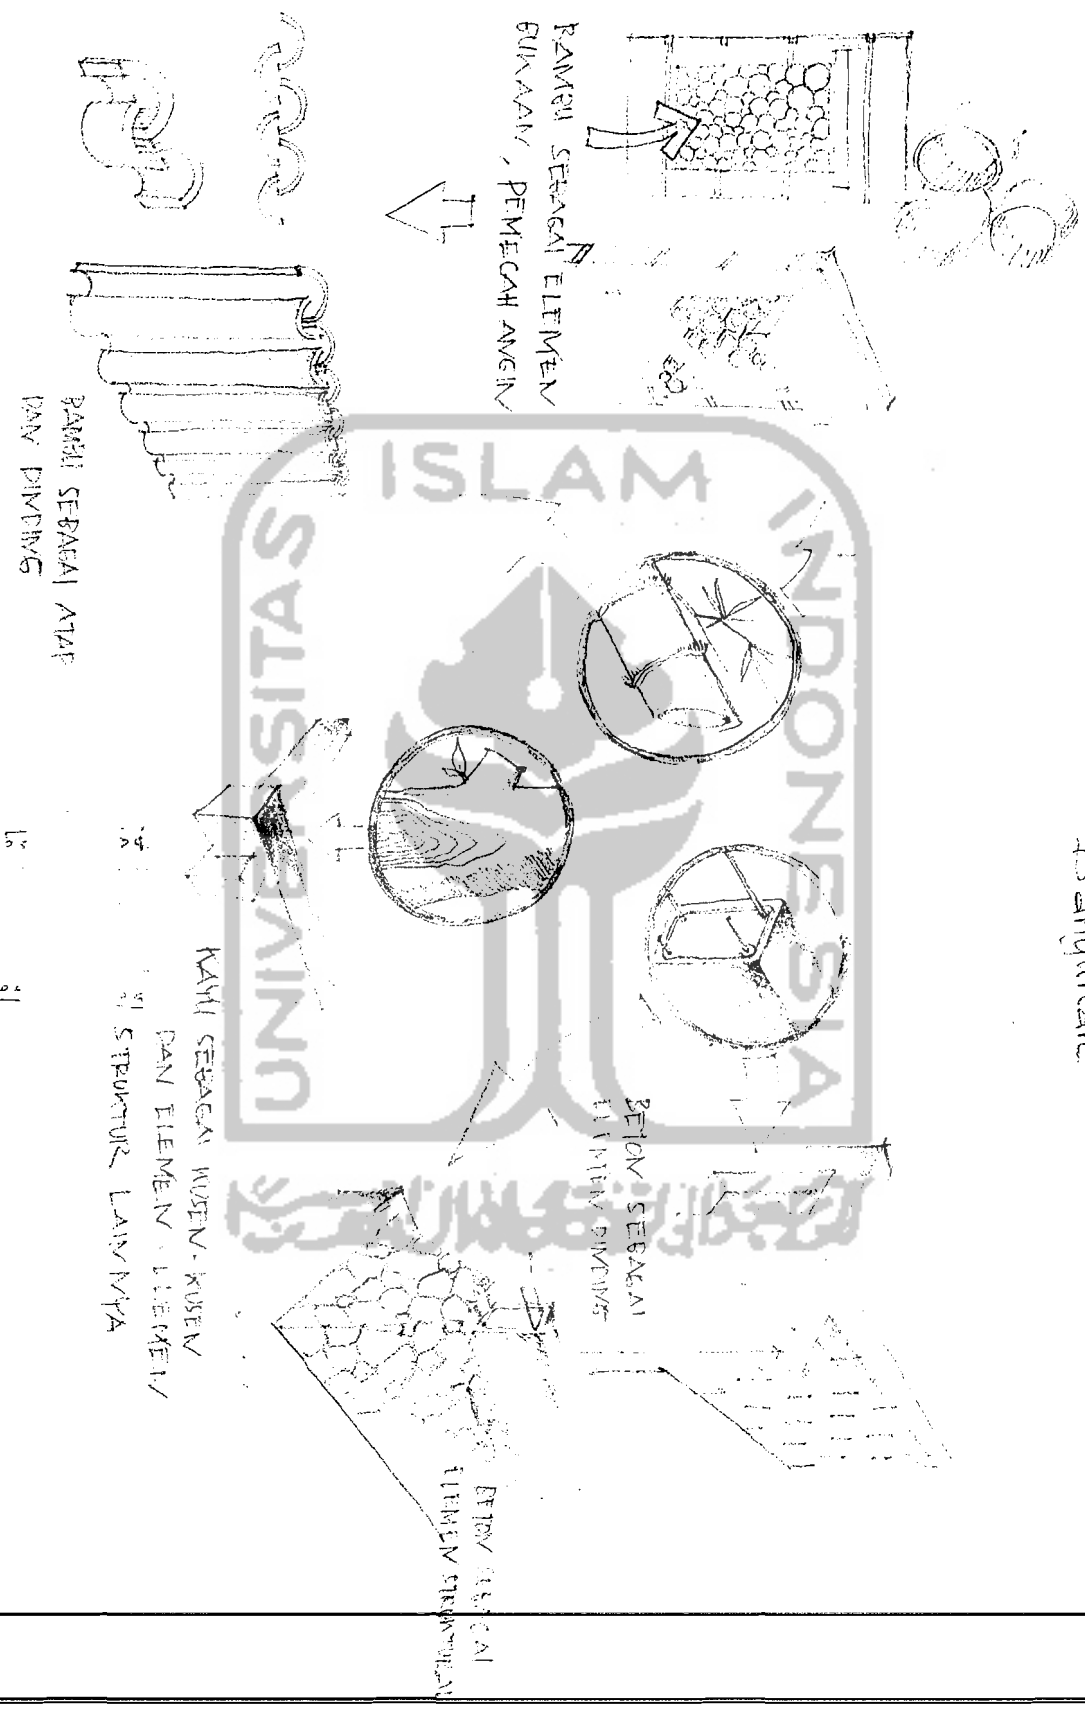 BAMBU SEBAGAI ELEMEN
BUKAAN, PEMECAH ANGIN
BAMBU SEBAGAI ATAP
DAN DINDING
KAYU SEBAGAI KUSEN-KUSEN
DAN ELEMEN-ELEMEN
STRUKTUR LAINNYA
BETON SEBAGAI
ELEMEN DINDING
BETON SEBAGAI
ELEMEN STRUKTURAL
UNIVERSITAS
ISLAM
INDONESIA